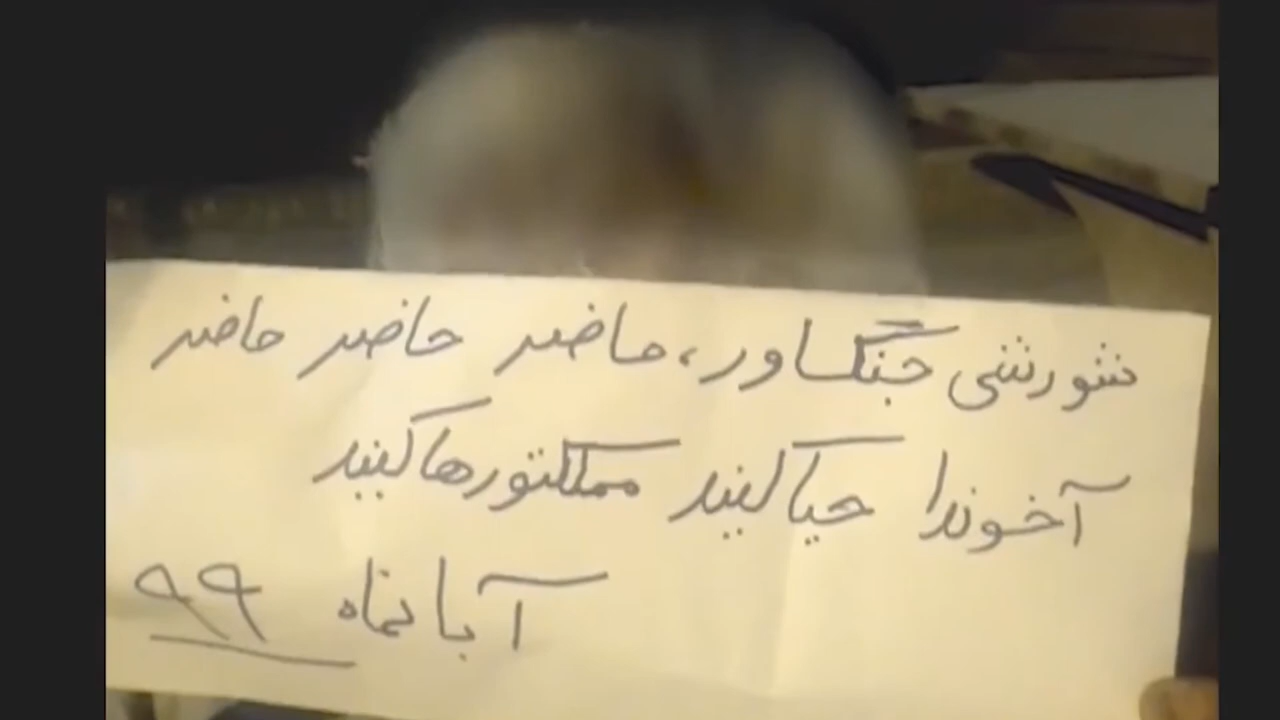 شورشی جنگاور، حاضر حاضر حاضر
آخوندا حیا کنید مملکتو رها کنید
آبانماه ۹۹